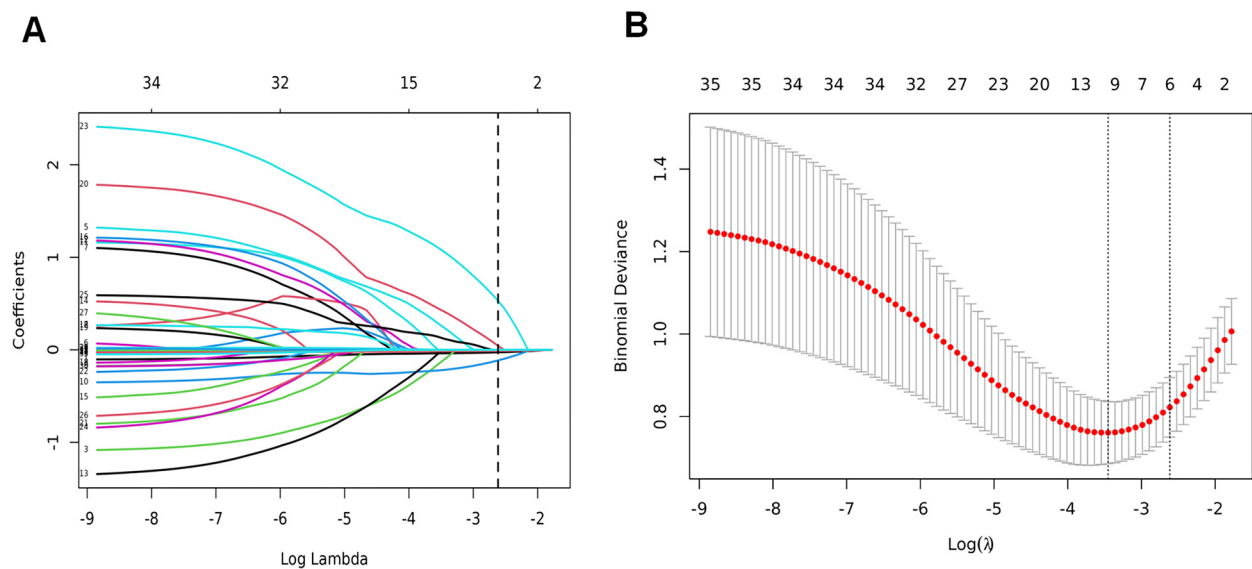 A
34 32 15 2
Coefficients
2
1
0
-1
23
20
5
16
7
25
14
27
6
10
15
26
24
3
13
-9 -8 -7 -6 -5 -4 -3 -2
Log Lambda
B
35 35 34 34 34 32 27 23 20 13 9 7 6 4 2
Binomial Deviance
1.4
1.2
1.0
0.8
-9 -8 -7 -6 -5 -4 -3 -2
Log(λ)